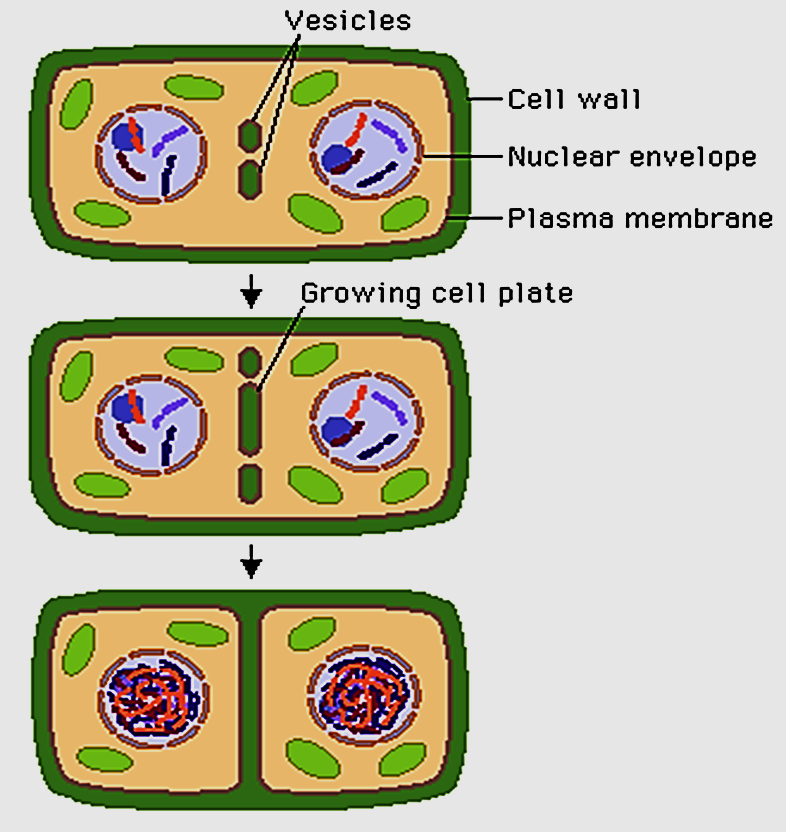 Vesicles
Cell wall
Nuclear envelope
Plasma membrane
Growing cell plate